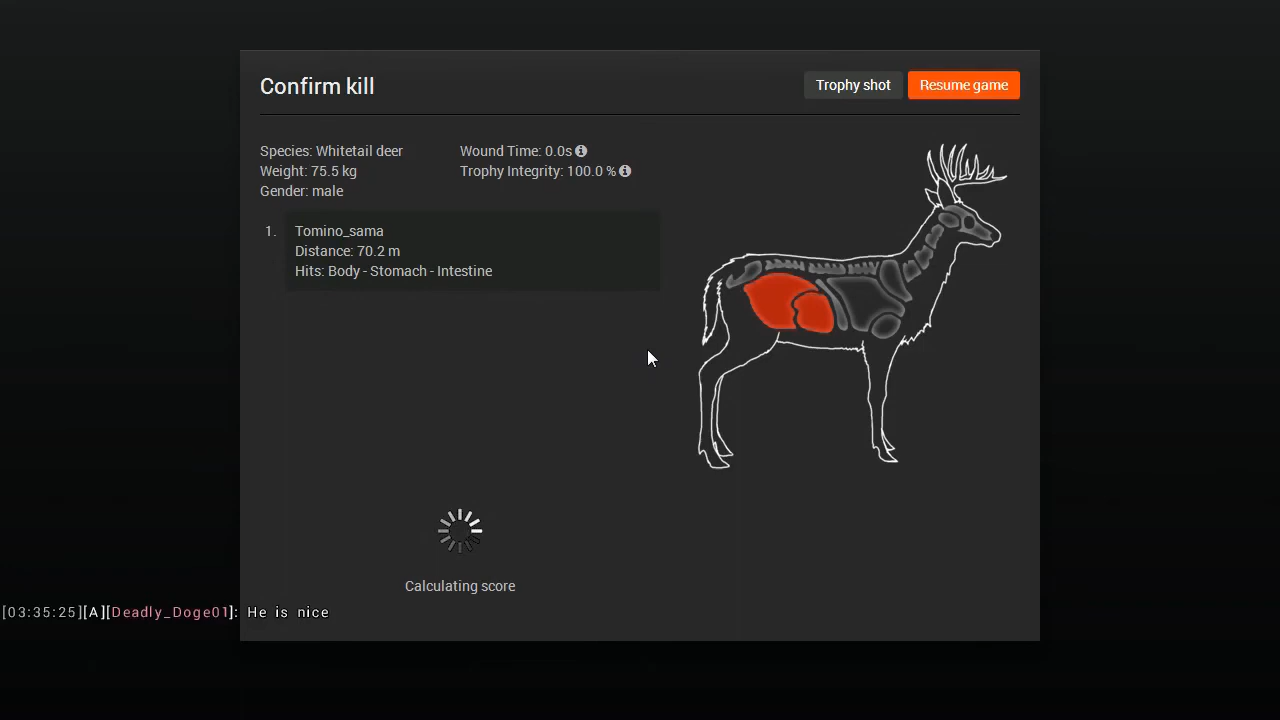 Confirm kill
Trophy shot
Resume game
Species: Whitetail deer
Weight: 75.5 kg
Gender: male
Wound Time: 0.0s
Trophy Integrity: 100.0 %
1.
Tomino_sama
Distance: 70.2 m
Hits: Body - Stomach - Intestine
Calculating score
[03:35:25][A][Deadly_Doge01]: He is nice